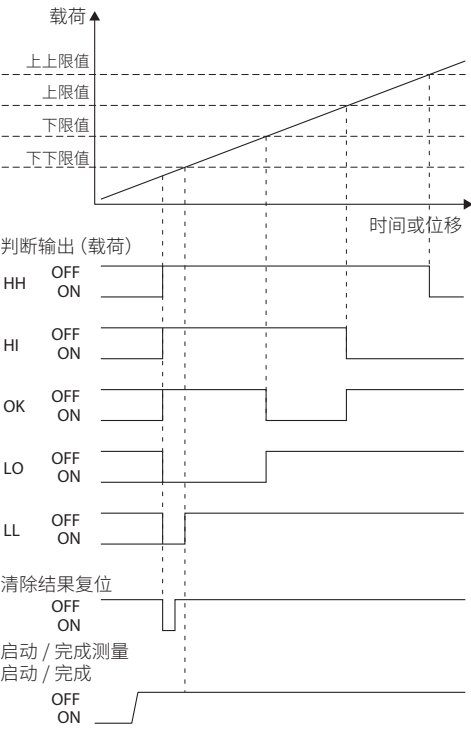 载荷
上上限值
上限值
下限值
下下限值
时间或位移
判断输出（载荷）
HH OFF
ON
HI OFF
ON
OK OFF
ON
LO OFF
ON
LL OFF
ON
清除结果复位
OFF
ON
启动 / 完成测量
启动 / 完成
OFF
ON